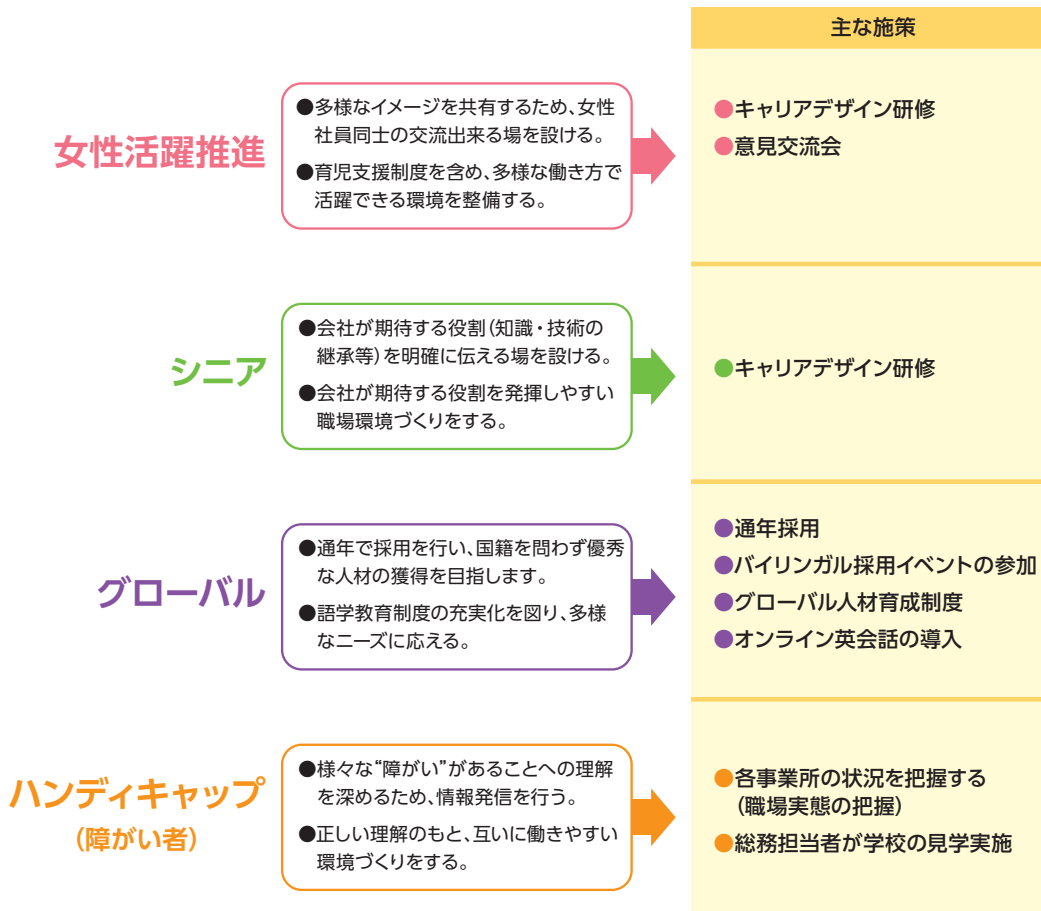 主な施策
女性活躍推進
●多様なイメージを共有するため、女性
社員同士の交流出来る場を設ける。
●育児支援制度を含め、多様な働き方で
活躍できる環境を整備する。
●キャリアデザイン研修
●意見交流会
シニア
●会社が期待する役割(知識・技術の
継承等)を明確に伝える場を設ける。
●会社が期待する役割を発揮しやすい
職場環境づくりをする。
●キャリアデザイン研修
グローバル
●通年で採用を行い、国籍を問わず優秀
な人材の獲得を目指します。
●語学教育制度の充実化を図り、多様
なニーズに応える。
●通年採用
●バイリンガル採用イベントの参加
●グローバル人材育成制度
●オンライン英会話の導入
ハンディキャップ
(障がい者)
●様々な“障がい”があることへの理解
を深めるため、情報発信を行う。
●正しい理解のもと、互いに働きやすい
環境づくりをする。
●各事業所の状況を把握する
(職場実態の把握)
●総務担当者が学校の見学実施